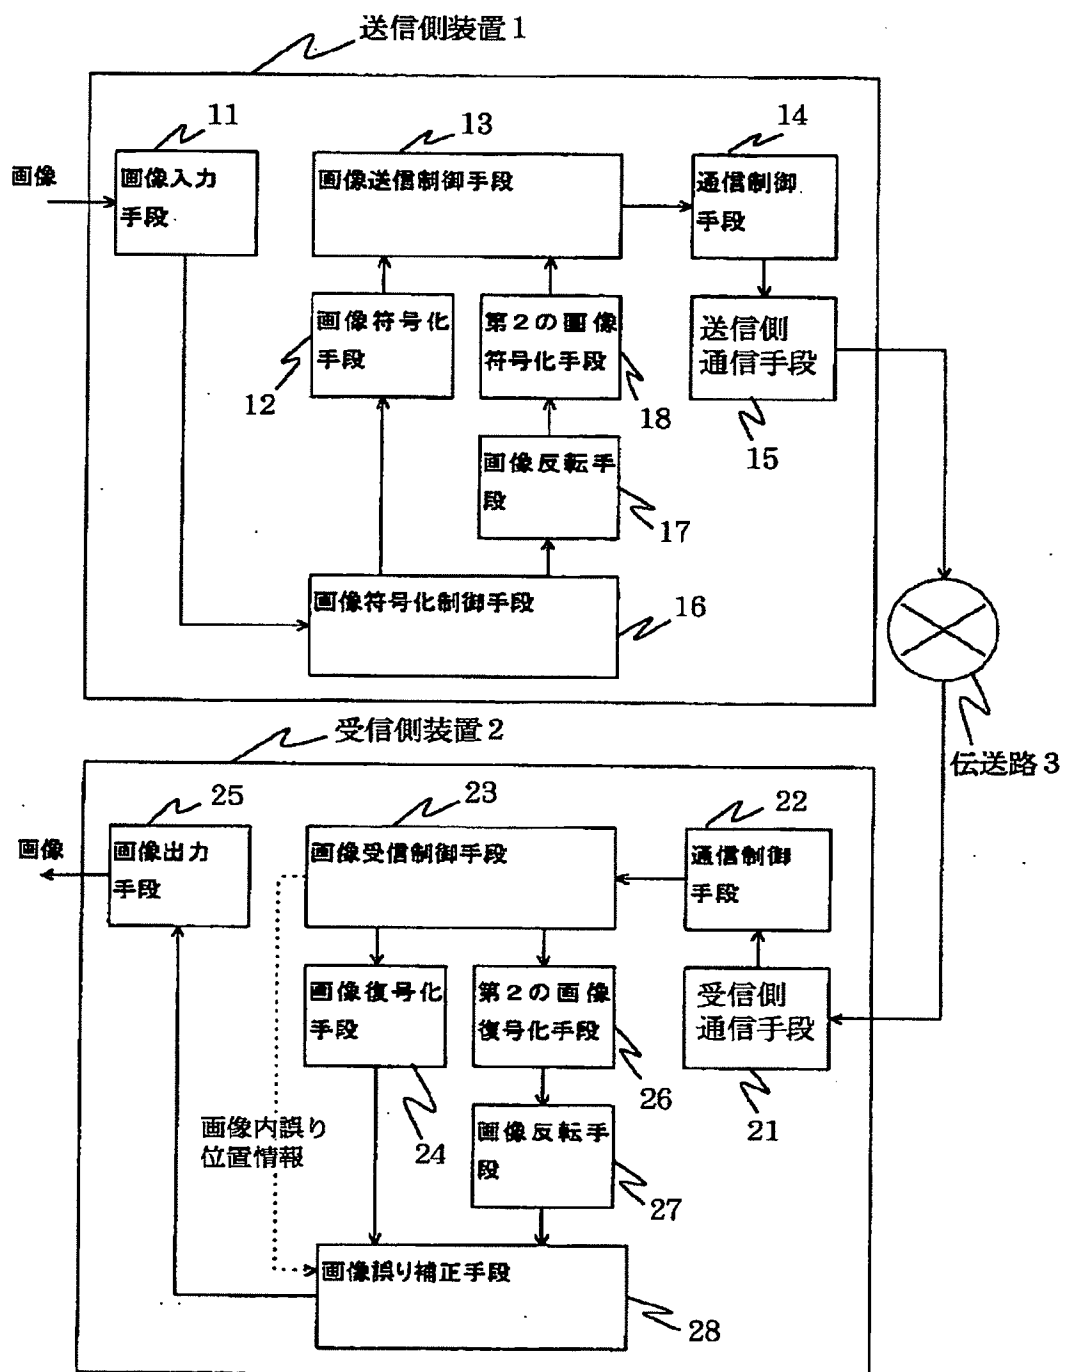 送信側装置1
11
13
14
画像
画像入力
手段
画像送信制御手段
通信制御
手段
画像符号化
手段
12
第2の画像
符号化手段
18
送信側
通信手段
15
画像反転手
段
17
画像符号化制御手段
16
伝送路3
受信側装置2
25
23
22
画像
画像出力
手段
画像受信制御手段
通信制御
手段
画像復号化
手段
24
第2の画像
復号化手段
26
受信側
通信手段
21
画像内誤り
位置情報
画像反転手
段
27
画像誤り補正手段
28